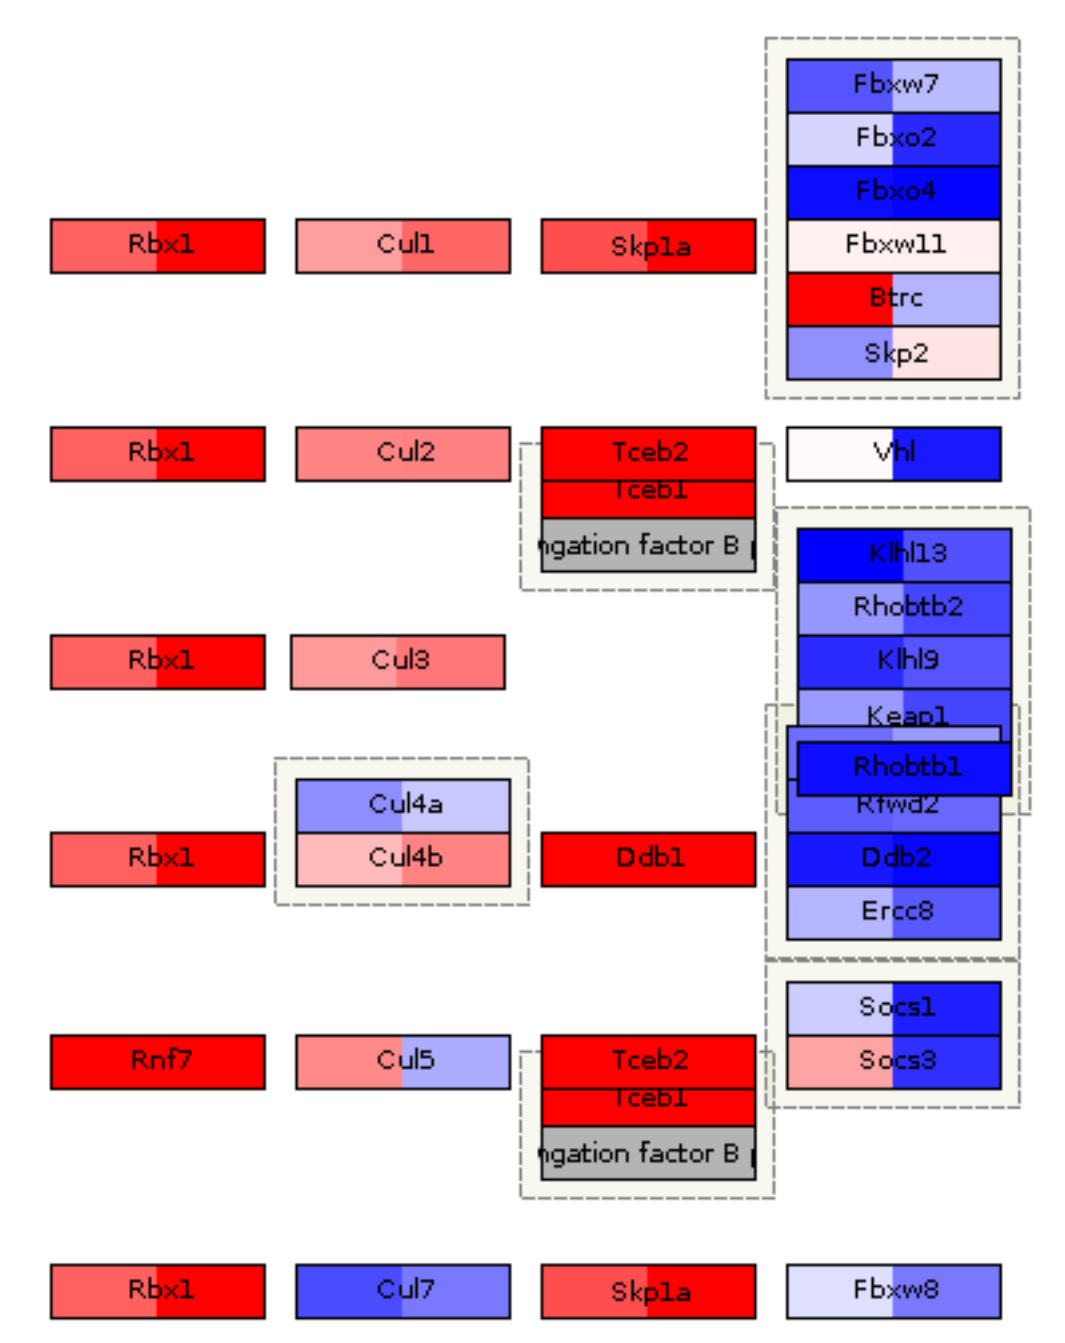 Fbxw7
Fbxo2
Fbxo4
Rbx1 Cul1 Skp1a Fbxw11
Btrc
Skp2
Rbx1 Cul2 Tceb2 Vhl
Tceb1
ngation factor B Klhl13
Rhobtb2
Rbx1 Cul3 Klhl9
Keap1
Rhobtb1
Cul4a Rfwd2
Rbx1 Cul4b Ddb1 Ddb2
Ercc8
Socs1
Rnf7 Cul5 Tceb2 Socs3
Tceb1
ngation factor B
Rbx1 Cul7 Skp1a Fbxw8